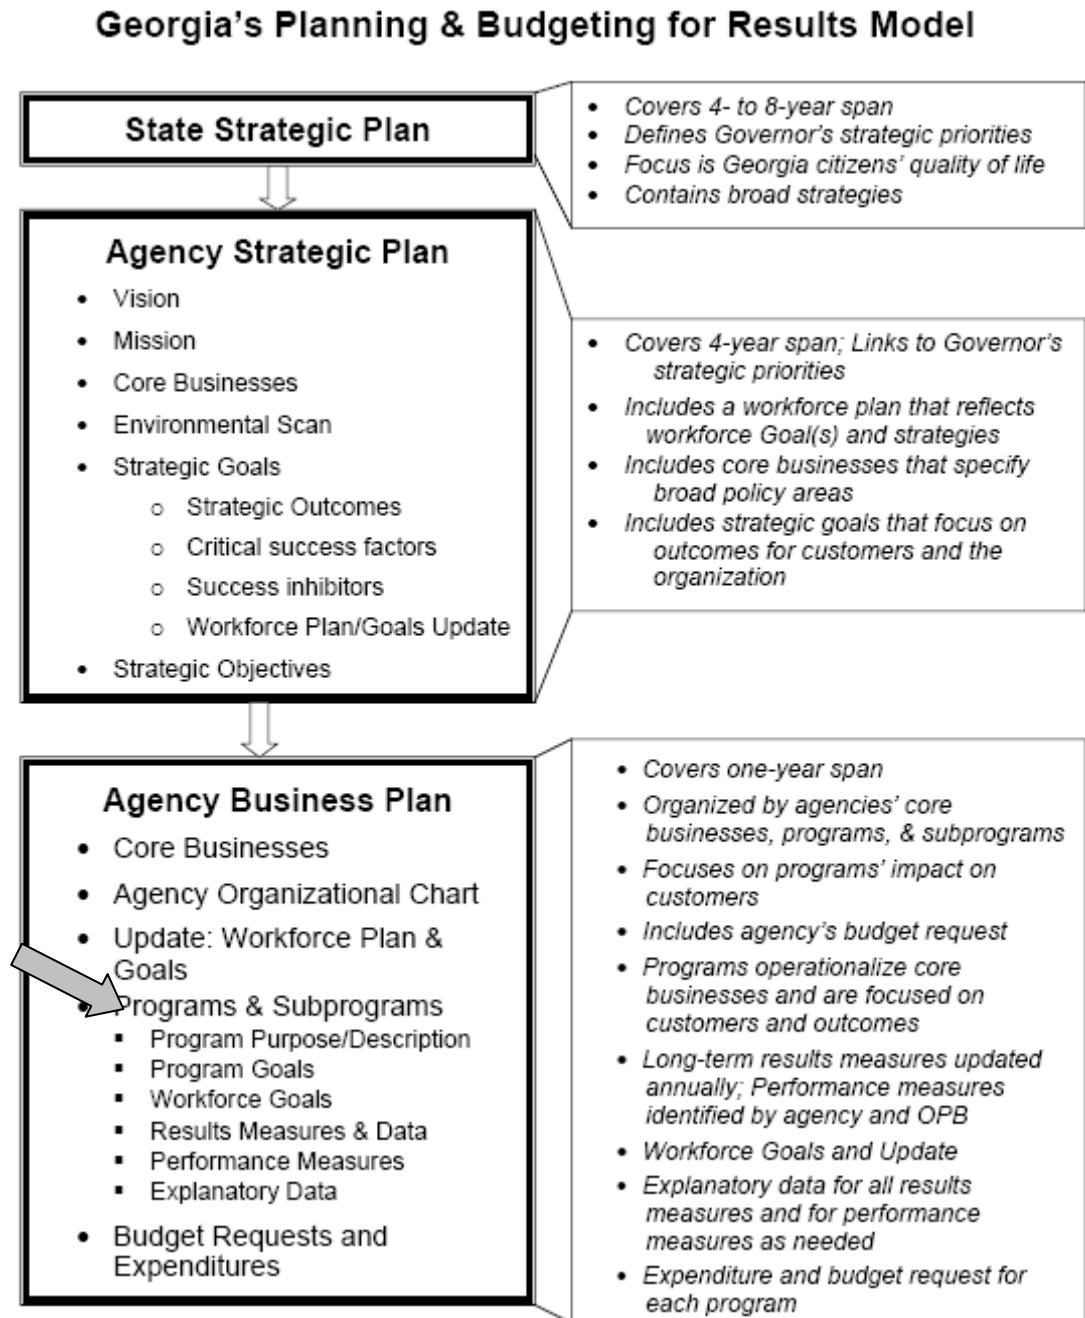 Georgia's Planning & Budgeting for Results Model
State Strategic Plan
• Covers 4- to 8-year span
• Defines Governor's strategic priorities
• Focus is Georgia citizens' quality of life
• Contains broad strategies
Agency Strategic Plan
• Vision
• Mission
• Core Businesses
• Environmental Scan
• Strategic Goals
o Strategic Outcomes
o Critical success factors
o Success inhibitors
o Workforce Plan/Goals Update
• Strategic Objectives
• Covers 4-year span; Links to Governor's
strategic priorities
• Includes a workforce plan that reflects
workforce Goal(s) and strategies
• Includes core businesses that specify
broad policy areas
• Includes strategic goals that focus on
outcomes for customers and the
organization
Agency Business Plan
• Core Businesses
• Agency Organizational Chart
• Update: Workforce Plan &
Goals
• Programs & Subprograms
▪ Program Purpose/Description
▪ Program Goals
▪ Workforce Goals
▪ Results Measures & Data
▪ Performance Measures
▪ Explanatory Data
• Budget Requests and
Expenditures
• Covers one-year span
• Organized by agencies' core
businesses, programs, & subprograms
• Focuses on programs' impact on
customers
• Includes agency's budget request
• Programs operationalize core
businesses and are focused on
customers and outcomes
• Long-term results measures updated
annually; Performance measures
identified by agency and OPB
• Workforce Goals and Update
• Explanatory data for all results
measures and for performance
measures as needed
• Expenditure and budget request for
each program